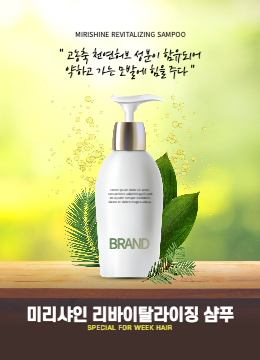 MIRISHINE REVITALIZING SAMPOO
" 고농축 천연허브 성분이 함유되어
약하고 가는 모발에 힘을 주다 "
BRAND
미리샤인 리바이탈라이징 샴푸
SPECIAL FOR WEEK HAIR